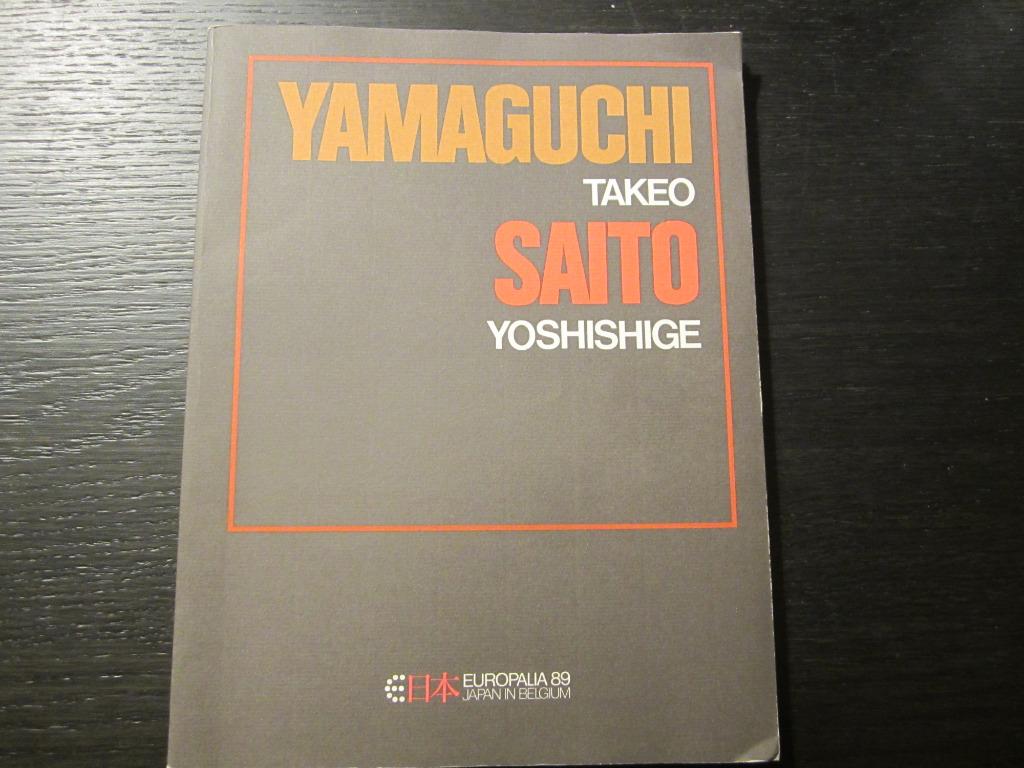 YAMAGUCHI
TAKEO
SAITO
YOSHISHIGE
日本 EUROPALIA 89
JAPAN IN BELGIUM